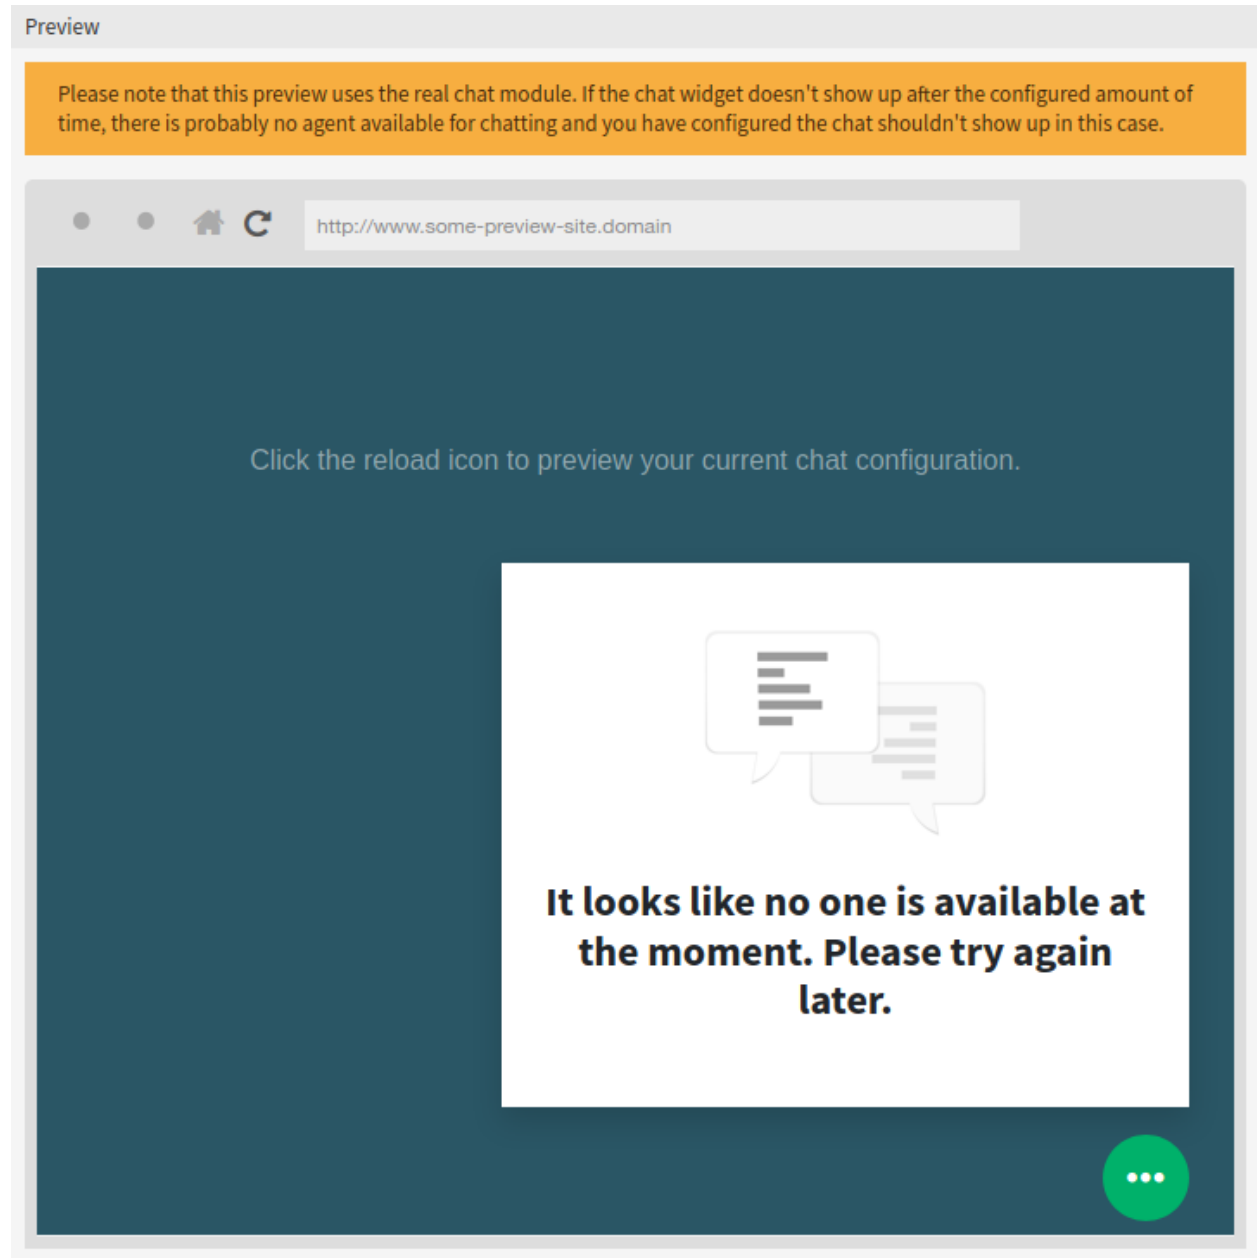 Preview
Please note that this preview uses the real chat module. If the chat widget doesn't show up after the configured amount of
time, there is probably no agent available for chatting and you have configured the chat shouldn't show up in this case.
http://www.some-preview-site.domain
Click the reload icon to preview your current chat configuration.
It looks like no one is available at
the moment. Please try again
later.